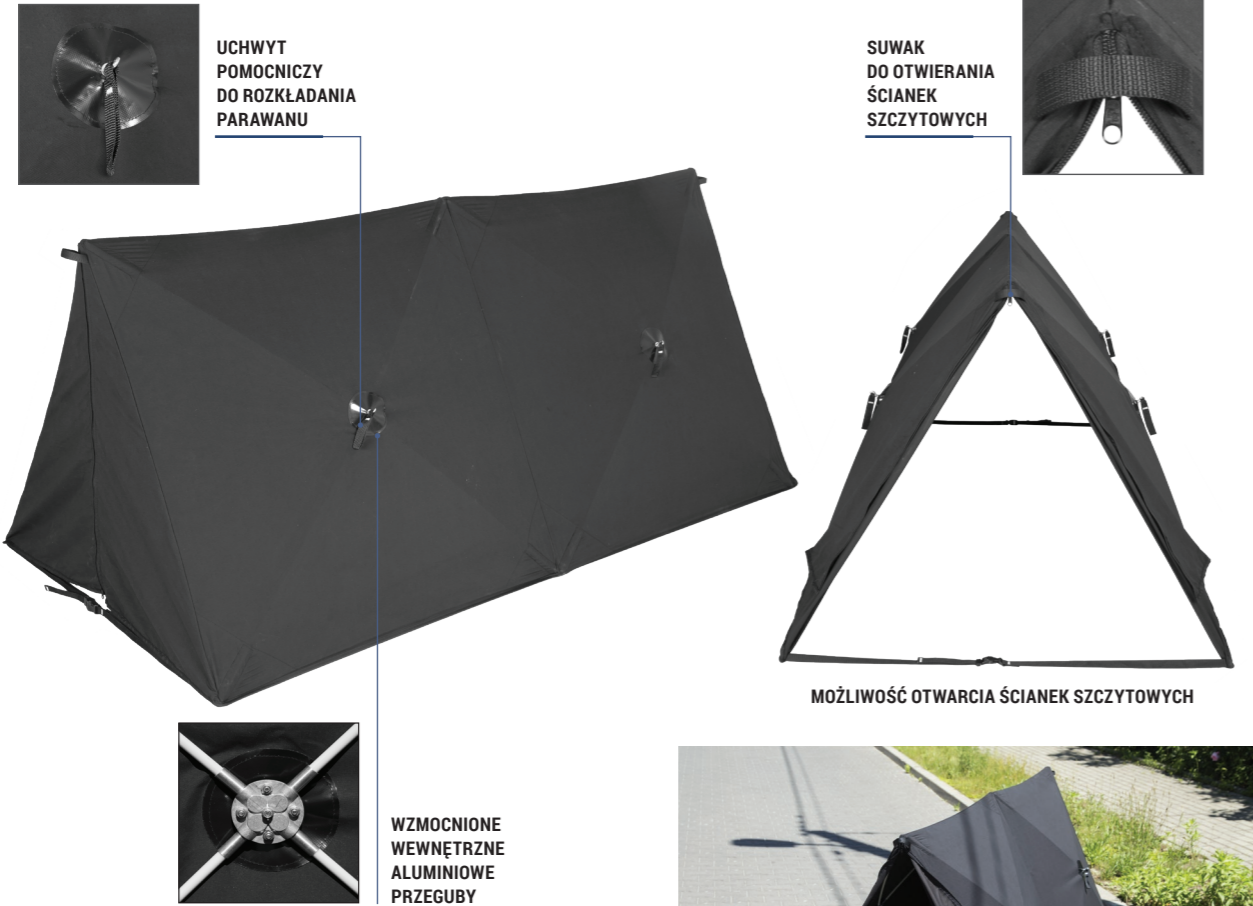 UCHWYT
POMOCNICZY
DO ROZKŁADANIA
PARAWANU
SUWAK
DO OTWIERANIA
ŚCIANEK
SZCZYTOWYCH
MOŻLIWOŚĆ OTWARCIA ŚCIANEK SZCZYTOWYCH
WZMOCNIONE
WEWNĘTRZNE
ALUMINIOWE
PRZEGUBY